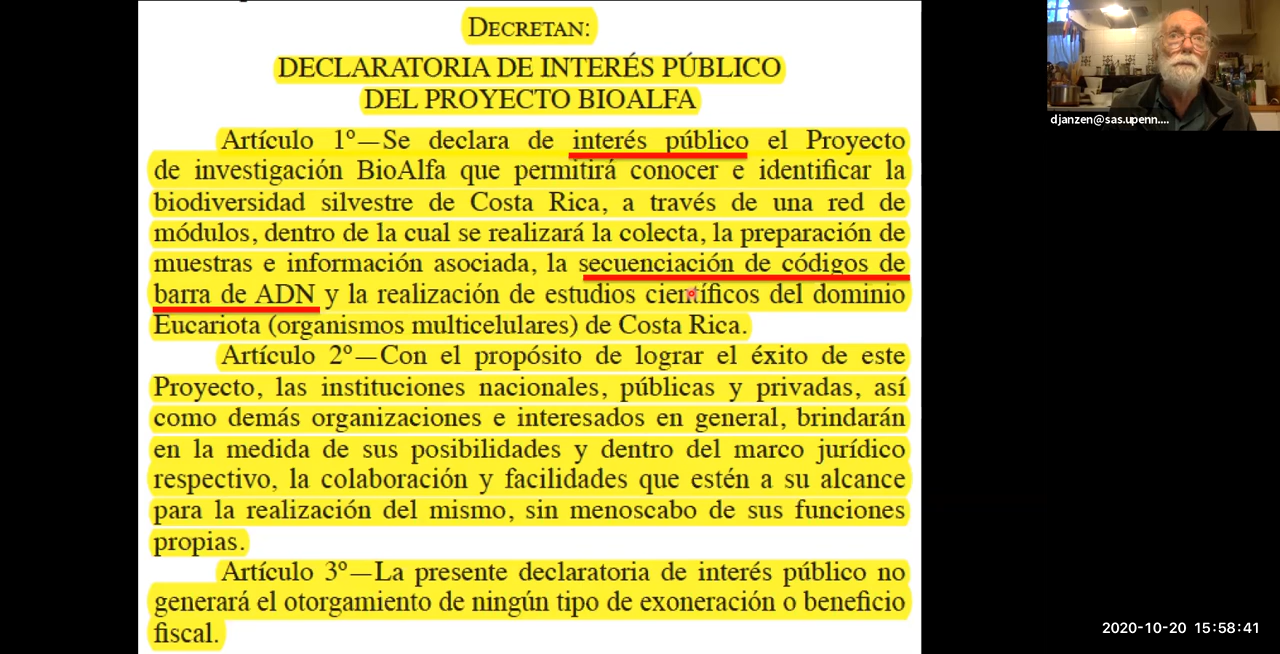 DECRETAN:
DECLARATORIA DE INTERÉS PÚBLICO
DEL PROYECTO BIOALFA
Artículo 1º—Se declara de interés público el Proyecto
de investigación BioAlfa que permitirá conocer e identificar la
biodiversidad silvestre de Costa Rica, a través de una red de
módulos, dentro de la cual se realizará la colecta, la preparación de
muestras e información asociada, la secuenciación de códigos de
barra de ADN y la realización de estudios científicos del dominio
Eucariota (organismos multicelulares) de Costa Rica.
Artículo 2º—Con el propósito de lograr el éxito de este
Proyecto, las instituciones nacionales, públicas y privadas, así
como demás organizaciones e interesados en general, brindarán
en la medida de sus posibilidades y dentro del marco jurídico
respectivo, la colaboración y facilidades que estén a su alcance
para la realización del mismo, sin menoscabo de sus funciones
propias.
Artículo 3º—La presente declaratoria de interés público no
generará el otorgamiento de ningún tipo de exoneración o beneficio
fiscal.
djanzen@sas.upenn....
2020-10-20 15:58:41